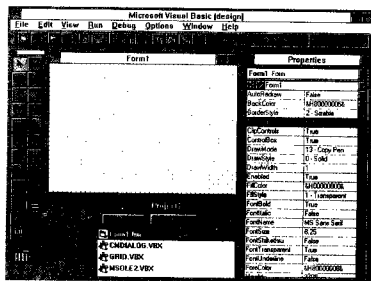 Microsoft Visual Basic [design]
File Edit View Run Debug Options Window Help
Form1
Properties
Form1 Form
Form1
AutoRedraw False
BackColor &H80000005&
BorderStyle 2 - Sizable
ClipControls True
ControlBox True
DrawMode 13 - Copy Pen
DrawStyle 0 - Solid
DrawWidth
Enabled True
FillColor &H00000000&
FillStyle 1 - Transparent
FontBold True
FontItalic False
FontName MS Sans Serif
FontSize 8.25
FontStrikethru False
FontTransparent True
FontUnderline False
ForeColor &H80000008&
Project1
CMDIALOG.VBX
GRID.VBX
MSOLE2.VBX